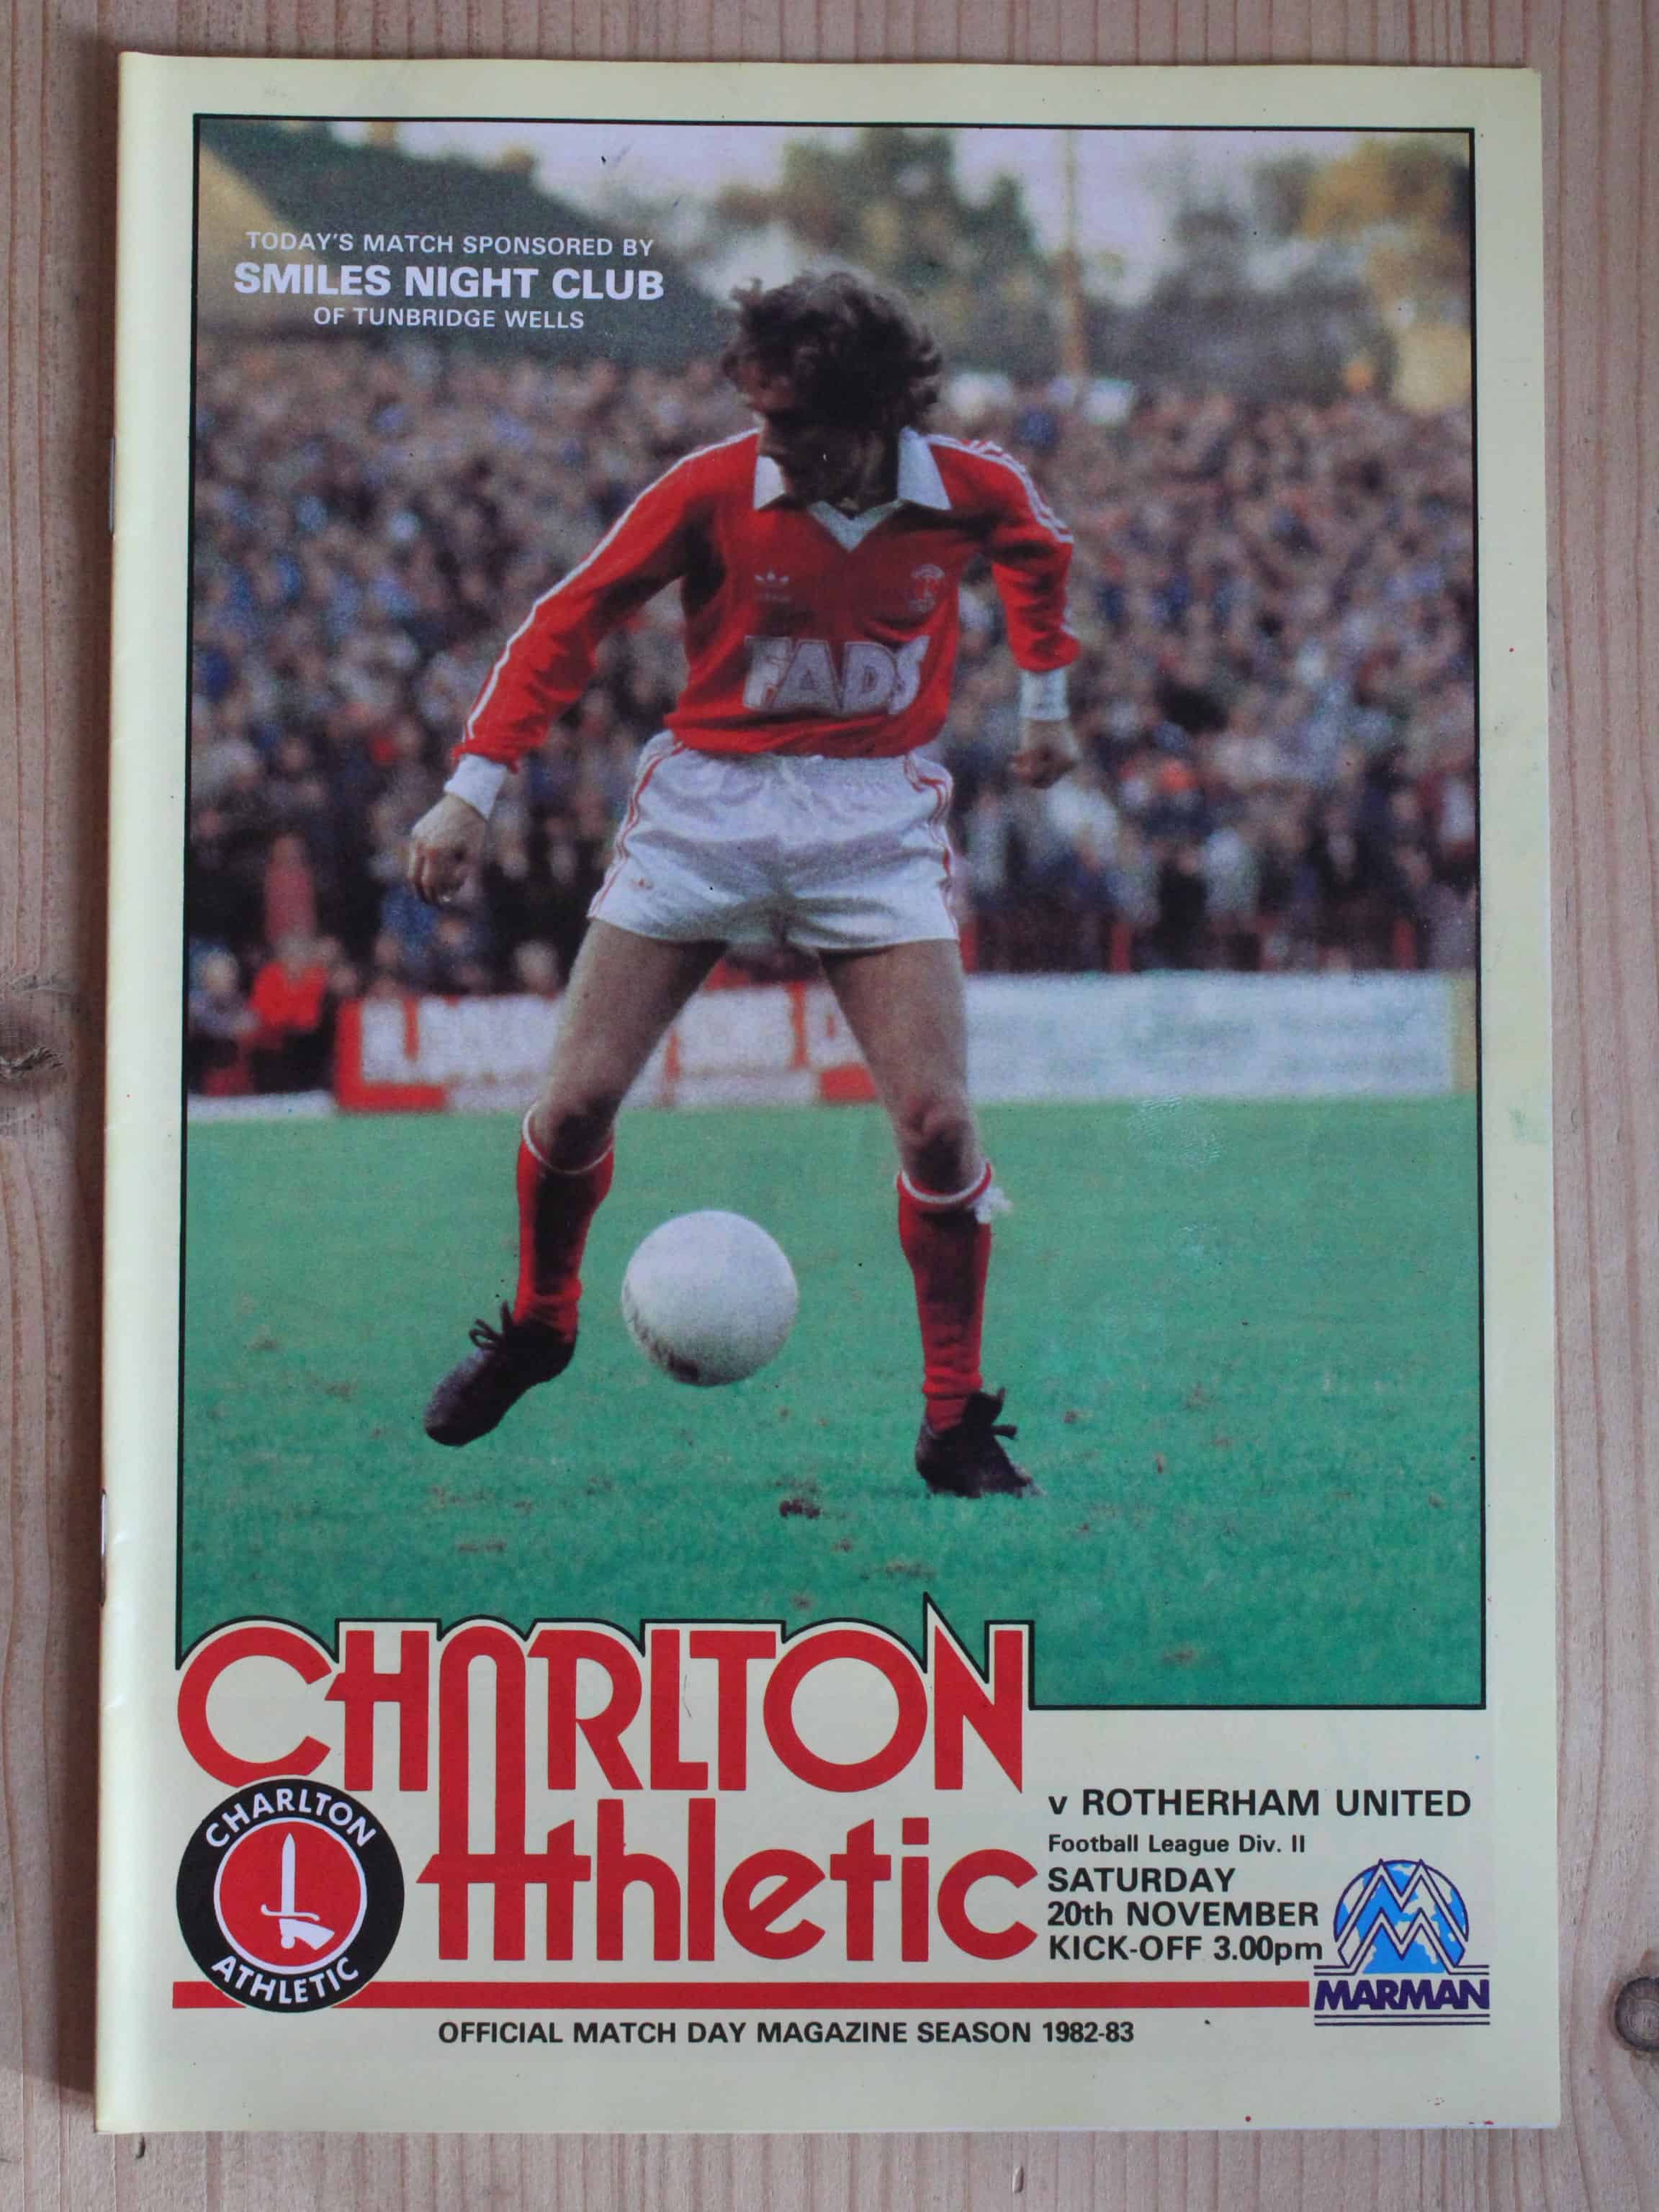 TODAY'S MATCH SPONSORED BY
SMILES NIGHT CLUB
OF TUNBRIDGE WELLS
FADS
CHARLTON
Athletic
CHARLTON
ATHLETIC
v ROTHERHAM UNITED
Football League Div. II
SATURDAY
20th NOVEMBER
KICK-OFF 3.00pm
MARMAN
OFFICIAL MATCH DAY MAGAZINE SEASON 1982-83